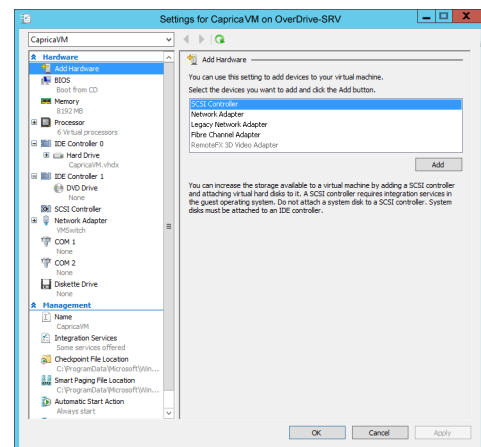 Settings for CapricaVM on OverDrive-SRV
CapricaVM
Hardware
Add Hardware
BIOS
Boot from CD
Memory
8192 MB
Processor
6 Virtual processors
IDE Controller 0
Hard Drive
CapricaVM.vhdx
IDE Controller 1
DVD Drive
None
SCSI Controller
Network Adapter
VMSwitch
COM 1
None
COM 2
None
Diskette Drive
None
Management
Name
CapricaVM
Integration Services
Some services offered
Checkpoint File Location
C:\ProgramData\Microsoft\Win...
Smart Paging File Location
C:\ProgramData\Microsoft\Win...
Automatic Start Action
Always start
Add Hardware
You can use this setting to add devices to your virtual machine.
Select the devices you want to add and click the Add button.
SCSI Controller
Network Adapter
Legacy Network Adapter
Fibre Channel Adapter
RemoteFX 3D Video Adapter
Add
You can increase the storage available to a virtual machine by adding a SCSI controller
and attaching virtual hard disks to it. A SCSI controller requires integration services in
the guest operating system. Do not attach a system disk to a SCSI controller. System
disks must be attached to an IDE controller.
OK
Cancel
Apply